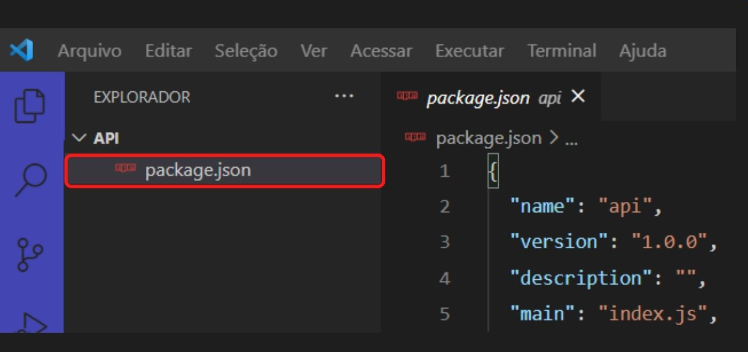 Arquivo Editar Seleção Ver Acessar Executar Terminal Ajuda
EXPLORADOR ...
API
package.json
package.json api
package.json > ...
1 {
2 "name": "api",
3 "version": "1.0.0",
4 "description": "",
5 "main": "index.js",